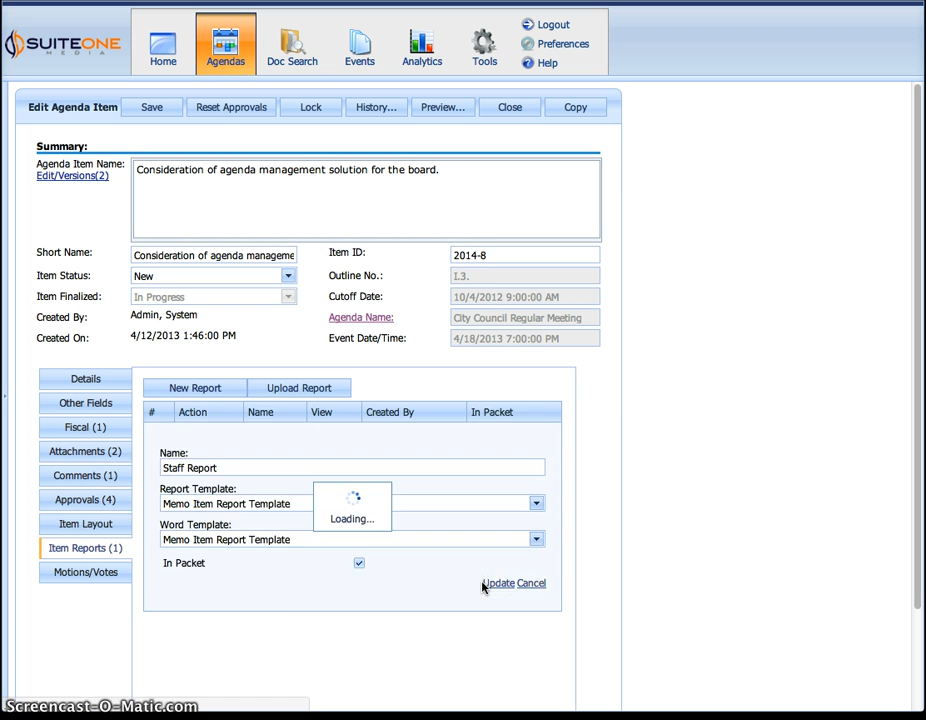 SUITEONE
MEDIA
Home
Agendas
Doc Search
Events
Analytics
Tools
Logout
Preferences
Help
Edit Agenda Item
Save
Reset Approvals
Lock
History...
Preview...
Close
Copy
Summary:
Agenda Item Name:
Edit/Versions(2)
Consideration of agenda management solution for the board.
Short Name:
Consideration of agenda manageme
Item ID:
2014-8
Item Status:
New
Outline No.:
I.3.
Item Finalized:
In Progress
Cutoff Date:
10/4/2012 9:00:00 AM
Created By:
Admin, System
Agenda Name:
City Council Regular Meeting
Created On:
4/12/2013 1:46:00 PM
Event Date/Time:
4/18/2013 7:00:00 PM
Details
Other Fields
Fiscal (1)
Attachments (2)
Comments (1)
Approvals (4)
Item Layout
Item Reports (1)
Motions/Votes
New Report
Upload Report
# Action Name View Created By In Packet
Name:
Staff Report
Report Template:
Memo Item Report Template
Loading...
Word Template:
Memo Item Report Template
In Packet
Update Cancel
Screencast-O-Matic.com